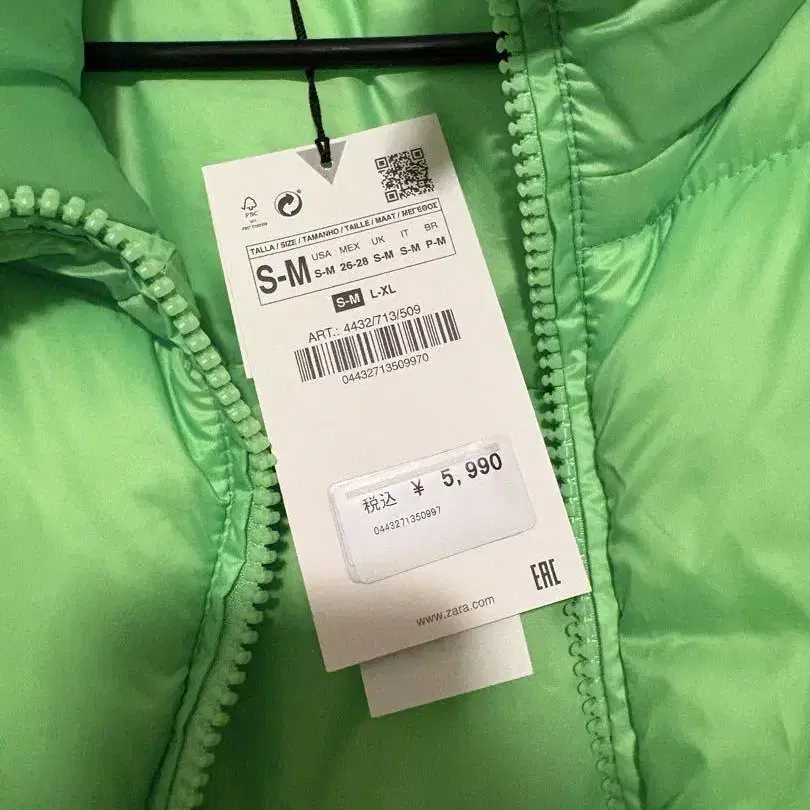 FSC
TALLA / SIZE / TAMANHO / TAILLE / MAAT / ΜΕΓΕΘΟΣ
S-M
USA MEX UK IT BR
S-M 26-28 S-M S-M P-M
S-M L-XL
ART.: 4432/713/509
04432713509970
税込 ¥ 5,990
0443271350997
EAC
www.zara.com